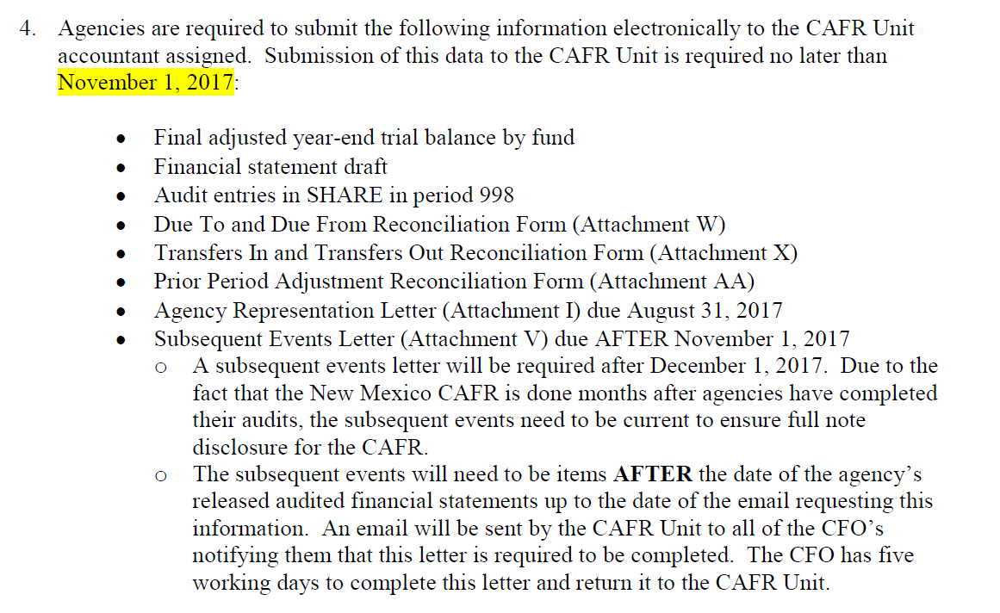 4. Agencies are required to submit the following information electronically to the CAFR Unit
accountant assigned. Submission of this data to the CAFR Unit is required no later than
November 1, 2017:
• Final adjusted year-end trial balance by fund
• Financial statement draft
• Audit entries in SHARE in period 998
• Due To and Due From Reconciliation Form (Attachment W)
• Transfers In and Transfers Out Reconciliation Form (Attachment X)
• Prior Period Adjustment Reconciliation Form (Attachment AA)
• Agency Representation Letter (Attachment I) due August 31, 2017
• Subsequent Events Letter (Attachment V) due AFTER November 1, 2017
o A subsequent events letter will be required after December 1, 2017. Due to the
fact that the New Mexico CAFR is done months after agencies have completed
their audits, the subsequent events need to be current to ensure full note
disclosure for the CAFR.
o The subsequent events will need to be items AFTER the date of the agency’s
released audited financial statements up to the date of the email requesting this
information. An email will be sent by the CAFR Unit to all of the CFO’s
notifying them that this letter is required to be completed. The CFO has five
working days to complete this letter and return it to the CAFR Unit.